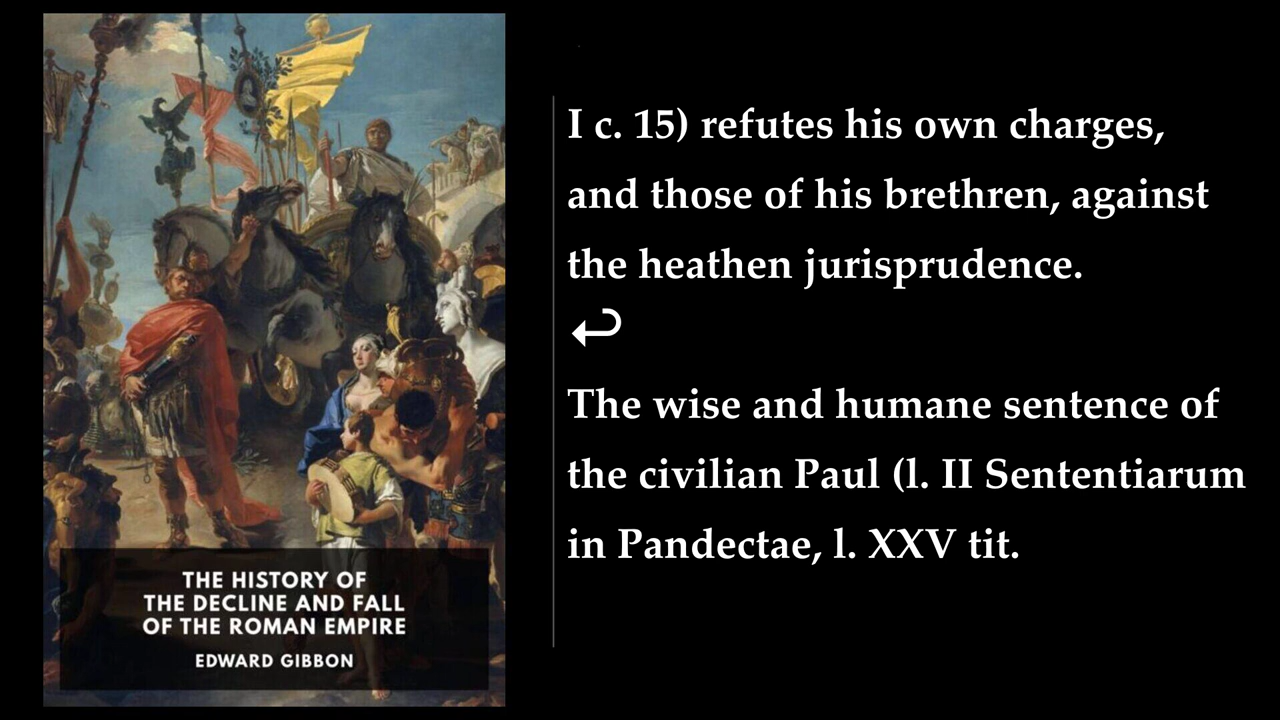 THE HISTORY OF
THE DECLINE AND FALL
OF THE ROMAN EMPIRE
EDWARD GIBBON
I c. 15) refutes his own charges,
and those of his brethren, against
the heathen jurisprudence.
↩
The wise and humane sentence of
the civilian Paul (l. II Sententiarum
in Pandectae, l. XXV tit.